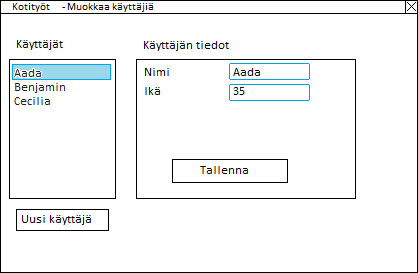 Kotityöt - Muokkaa käyttäjiä
Käyttäjät
Aada
Benjamin
Cecilia
Uusi käyttäjä
Käyttäjän tiedot
Nimi Aada
Ikä 35
Tallenna